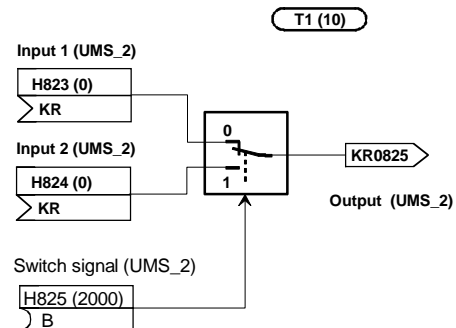 T1 (10)
Input 1 (UMS_2)
H823 (0)
KR
0
KR0825
Input 2 (UMS_2)
H824 (0)
KR
1
Output (UMS_2)
Switch signal (UMS_2)
H825 (2000)
B